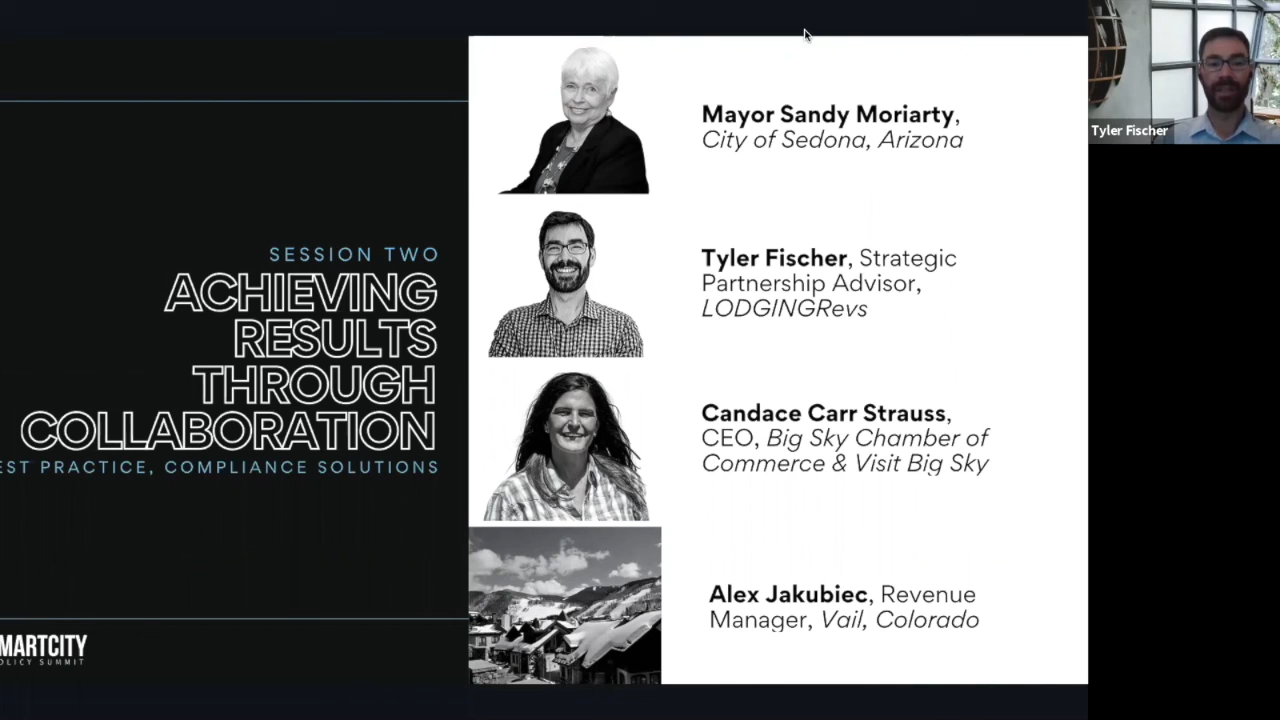 SESSION TWO
ACHIEVING
RESULTS
THROUGH
COLLABORATION
EST PRACTICE, COMPLIANCE SOLUTIONS
MARTCITY
OLICY SUMMIT
Mayor Sandy Moriarty,
City of Sedona, Arizona
Tyler Fischer, Strategic
Partnership Advisor,
LODGINGRevs
Candace Carr Strauss,
CEO, Big Sky Chamber of
Commerce & Visit Big Sky
Alex Jakubiec, Revenue
Manager, Vail, Colorado
Tyler Fischer